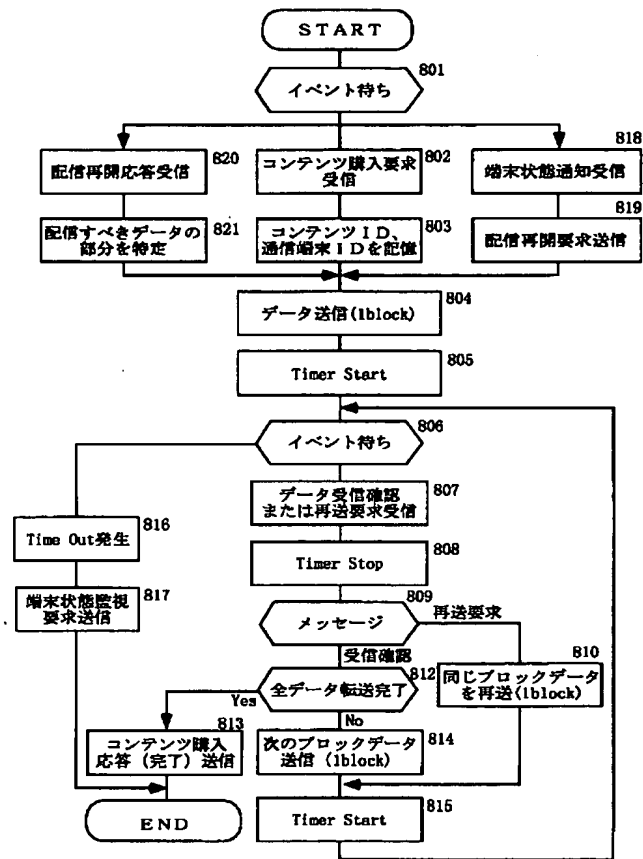 START
801
イベント待ち
820
配信再開応答受信
802
コンテンツ購入要求
受信
818
端末状態通知受信
821
配信すべきデータの
部分を特定
803
コンテンツID、
通信端末IDを記憶
819
配信再開要求送信
804
データ送信(1block)
805
Timer Start
806
イベント待ち
807
データ受信確認
または再送要求受信
816
Time Out発生
808
Timer Stop
817
端末状態監視
要求送信
809
メッセージ
再送要求
受信確認
810
同じブロックデータ
を再送(1block)
812
全データ転送完了
Yes
No
813
コンテンツ購入
応答(完了)送信
814
次のブロックデータ
送信(1block)
815
Timer Start
END